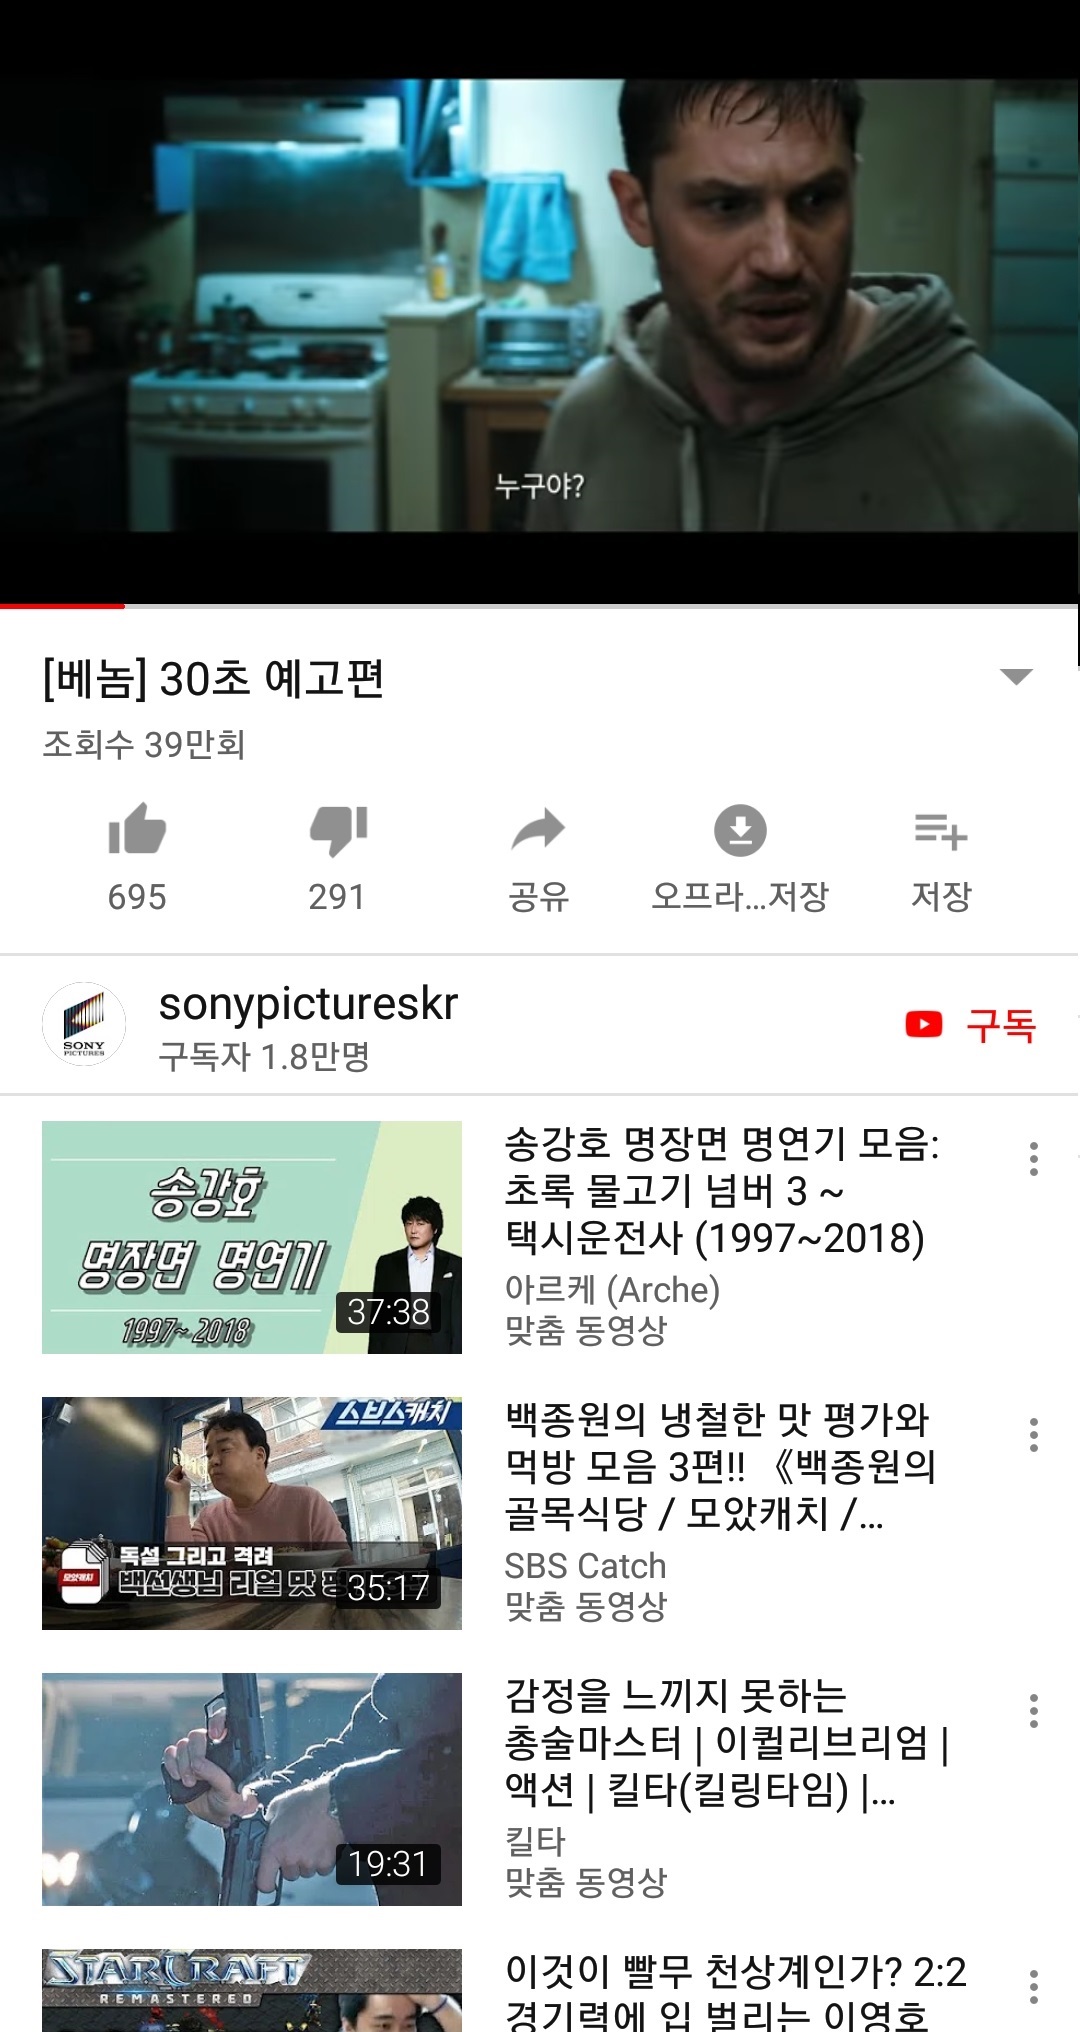 누구야?
[베놈] 30초 예고편
조회수 39만회
695
291
공유
오프라...저장
저장
SONY
PICTURES
sonypictureskr
구독자 1.8만명
구독
송강호
명장면 명연기
1997~2018
37:38
송강호 명장면 명연기 모음:
초록 물고기 넘버 3 ~
택시운전사 (1997~2018)
아르케 (Arche)
맞춤 동영상
스브스캐치
독설 그리고 격려
백선생님 리얼 맛
모았캐치
35:17
백종원의 냉철한 맛 평가와
먹방 모음 3편!! 《백종원의
골목식당 / 모았캐치 /...
SBS Catch
맞춤 동영상
19:31
감정을 느끼지 못하는
총술마스터 | 이퀼리브리엄 |
액션 | 킬타(킬링타임) |...
킬타
맞춤 동영상
STARCRAFT
REMASTERED
이것이 빨무 천상계인가? 2:2
경기력에 입 벌리는 이영호